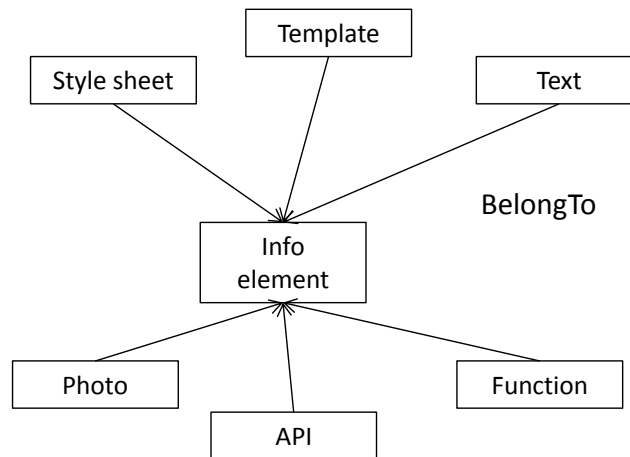 Template
Style sheet
Text
BelongTo
Info
element
Photo
Function
API